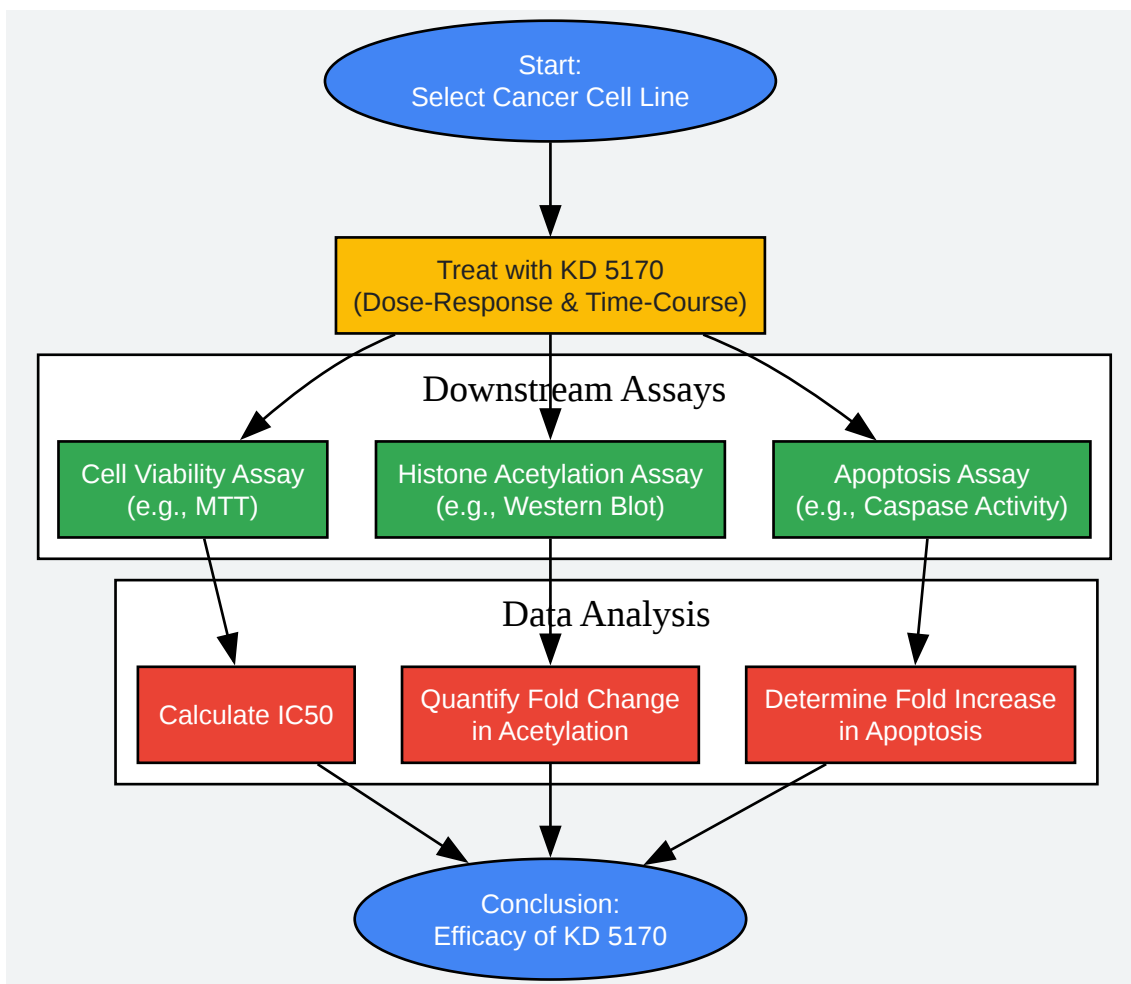 Start:
Select Cancer Cell Line
Treat with KD 5170
(Dose-Response & Time-Course)
Downstream Assays
Cell Viability Assay
(e.g., MTT)
Histone Acetylation Assay
(e.g., Western Blot)
Apoptosis Assay
(e.g., Caspase Activity)
Data Analysis
Calculate IC50
Quantify Fold Change
in Acetylation
Determine Fold Increase
in Apoptosis
Conclusion:
Efficacy of KD 5170